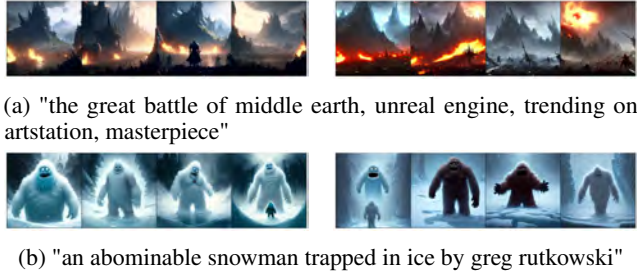 (a) "the great battle of middle earth, unreal engine, trending on
artstation, masterpiece"
(b) "an abominable snowman trapped in ice by greg rutkowski"